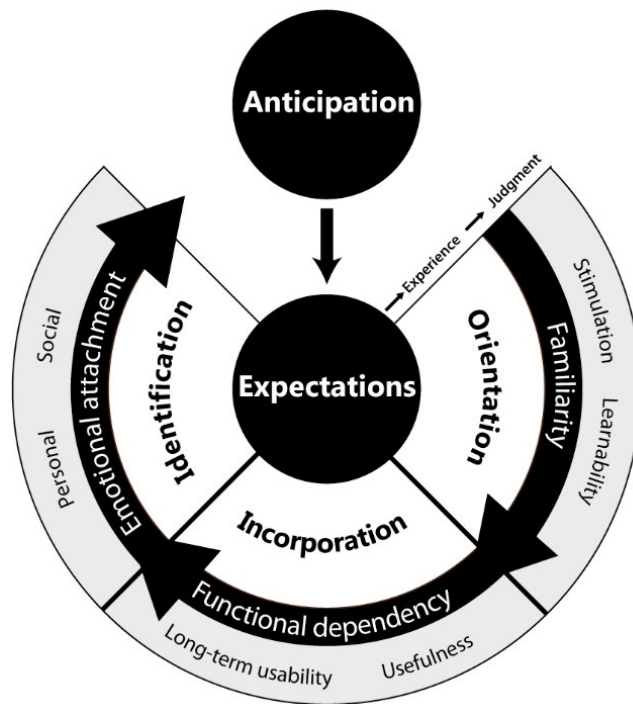 Anticipation
Judgment
Experience
Expectations
Orientation
Familiarity
Stimulation
Learnability
Incorporation
Functional dependency
Usefulness
Long-term usability
Identification
Emotional attachment
Personal
Social